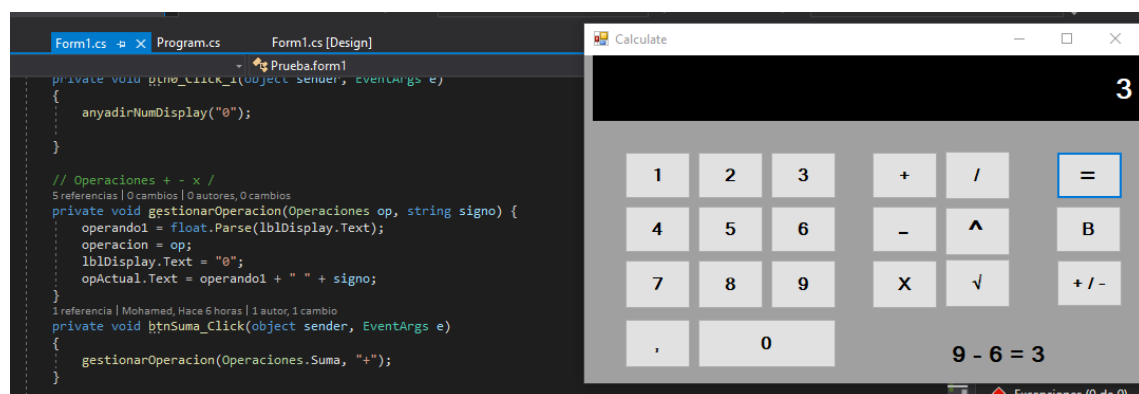 Form1.cs Program.cs Form1.cs [Design]
Prueba.form1
private void btn0_Click_1(object sender, EventArgs e)
{
anyadirNumDisplay("0");
}
// Operaciones + - x /
5 referencias | 0 cambios | 0 autores, 0 cambios
private void gestionarOperacion(Operaciones op, string signo) {
operando1 = float.Parse(lblDisplay.Text);
operacion = op;
lblDisplay.Text = "0";
opActual.Text = operando1 + " " + signo;
}
1 referencia | Mohamed, Hace 6 horas | 1 autor, 1 cambio
private void btnSuma_Click(object sender, EventArgs e)
{
gestionarOperacion(Operaciones.Suma, "+");
}
Calculate
3
1 2 3 + / =
4 5 6 - ^ B
7 8 9 X √ +/-
, 0
9 - 6 = 3
Excepciones (0 de 0)